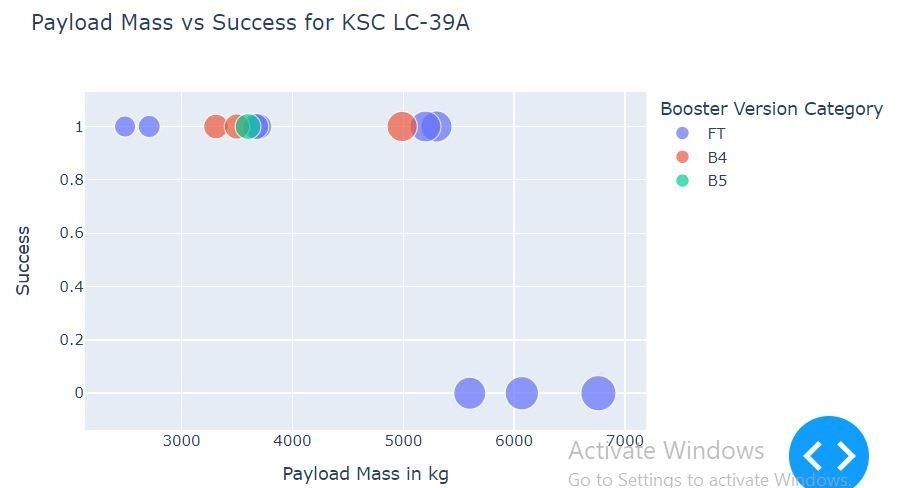 Payload Mass vs Success for KSC LC-39A
Booster Version Category
FT
B4
B5
1
0.8
0.6
0.4
0.2
0
Success
3000 4000 5000 6000 7000
Payload Mass in kg
Activate Windows
Go to Settings to activate Windows.